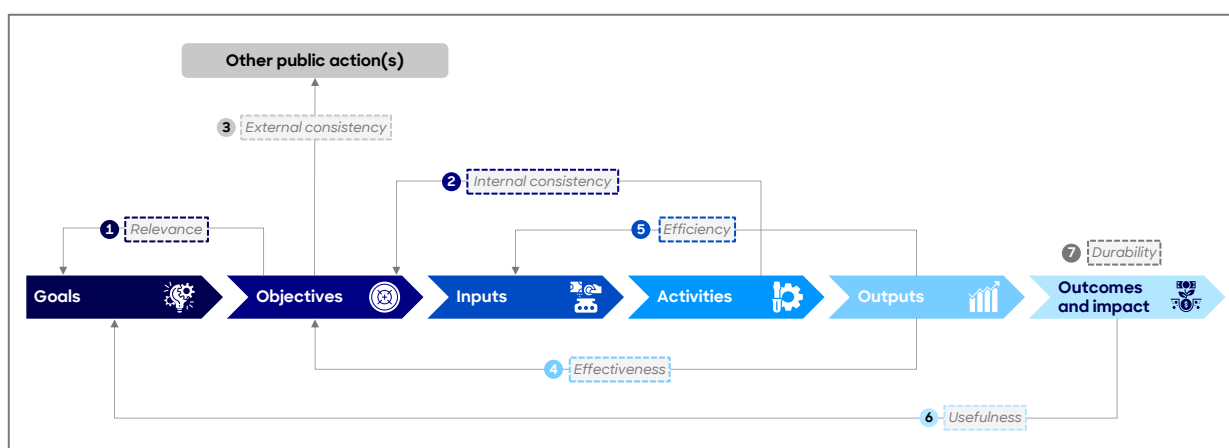 Other public action(s)
3 External consistency
2 Internal consistency
1 Relevance
5 Efficiency
7 Durability
Goals
Objectives
Inputs
Activities
Outputs
Outcomes
and impact
4 Effectiveness
6 Usefulness